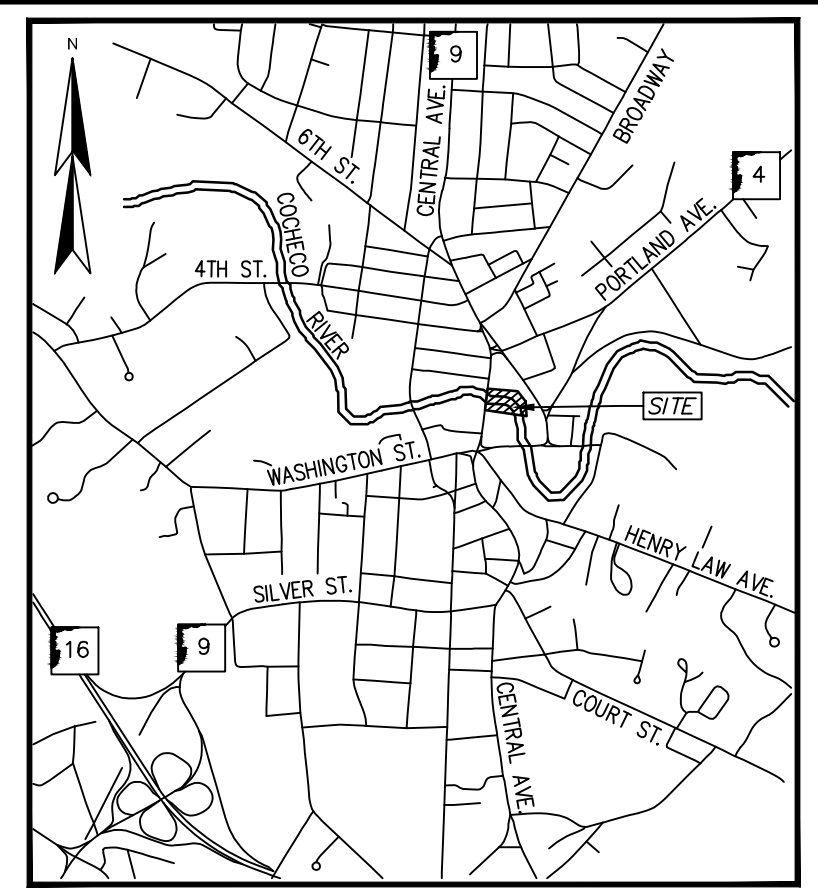 N
9
BROADWAY
CENTRAL AVE.
6TH ST.
4
PORTLAND AVE.
COCHECO
RIVER
4TH ST.
SITE
WASHINGTON ST.
HENRY LAW AVE.
SILVER ST.
16
9
CENTRAL AVE.
COURT ST.